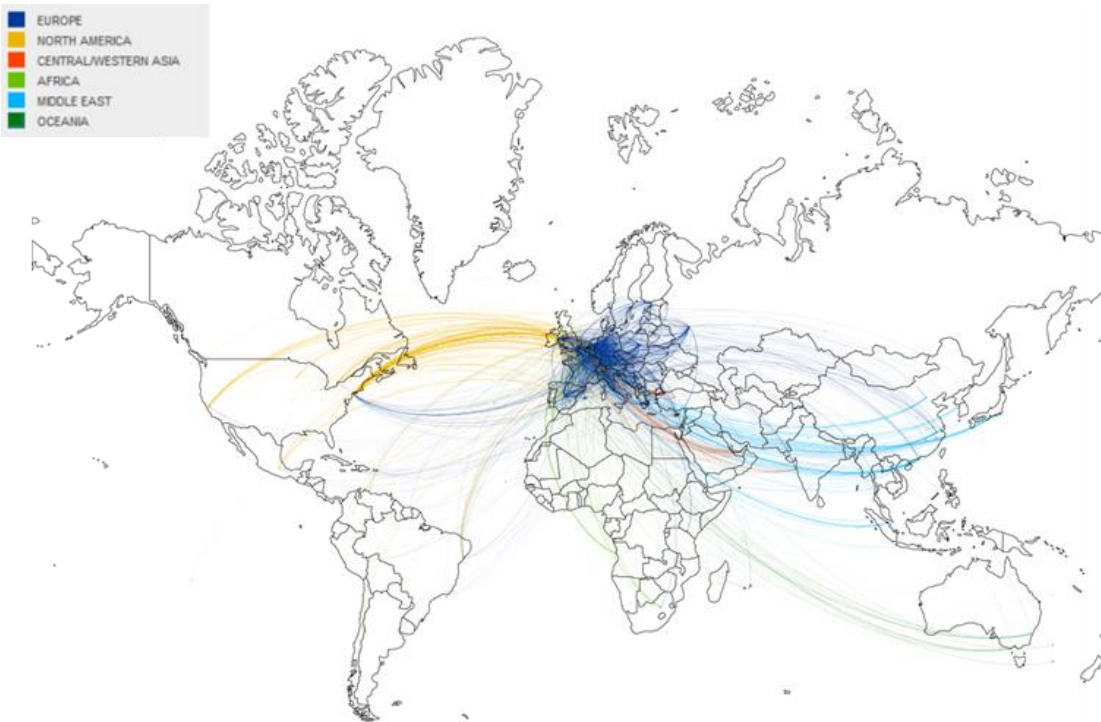 EUROPE
NORTH AMERICA
CENTRAL/WESTERN ASIA
AFRICA
MIDDLE EAST
OCEANIA